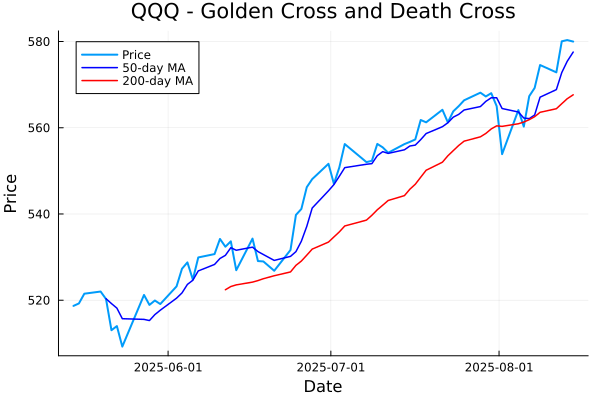 QQQ - Golden Cross and Death Cross
Price
50-day MA
200-day MA
580
560
540
520
Price
2025-06-01
2025-07-01
2025-08-01
Date